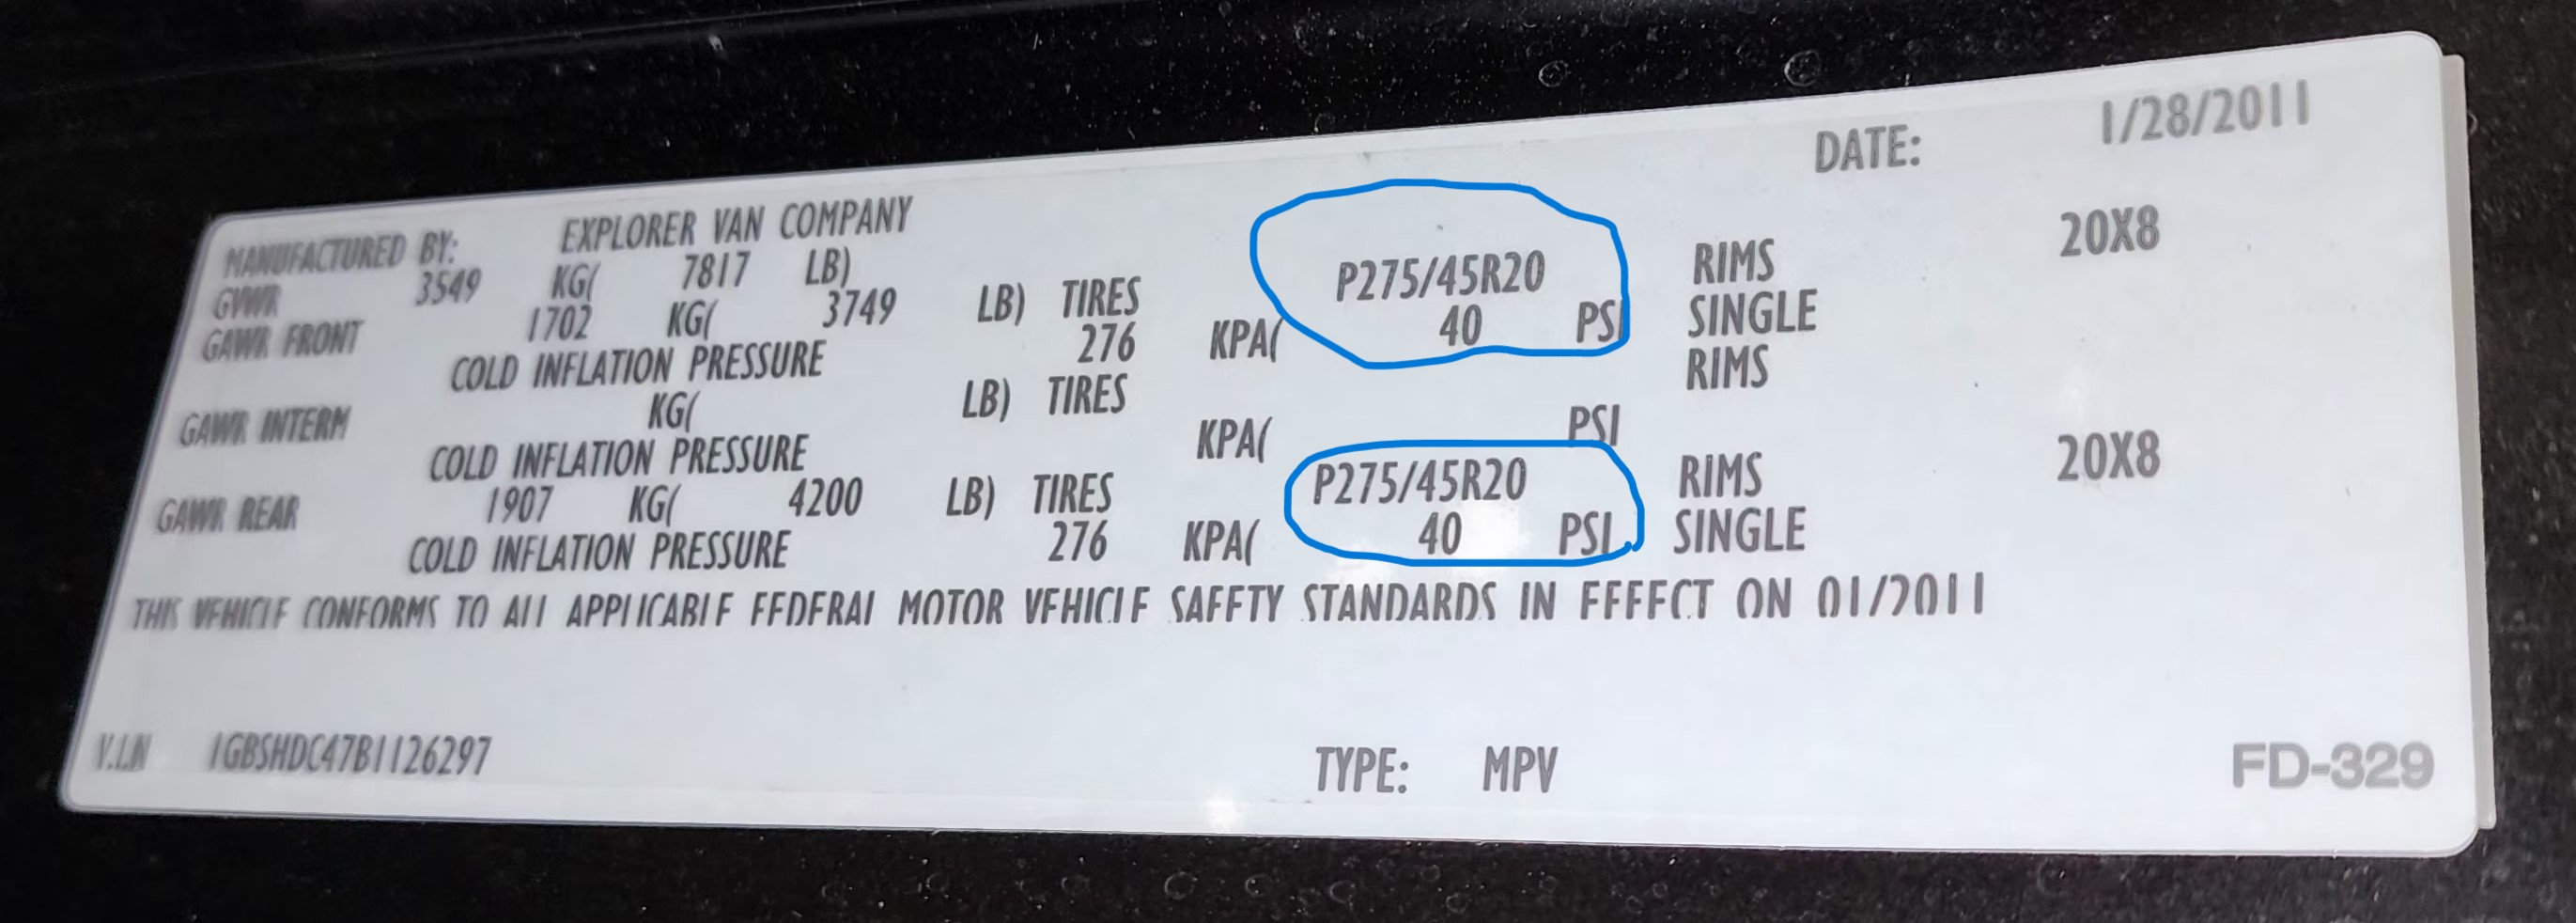 DATE: 1/28/2011
MANUFACTURED BY: EXPLORER VAN COMPANY
GVWR 3549 KG( 7817 LB)
GAWR FRONT 1702 KG( 3749 LB) TIRES P275/45R20 RIMS 20X8
COLD INFLATION PRESSURE 276 KPA( 40 PSI SINGLE
GAWR INTERM KG( LB) TIRES RIMS
COLD INFLATION PRESSURE KPA( PSI
GAWR REAR 1907 KG( 4200 LB) TIRES P275/45R20 RIMS 20X8
COLD INFLATION PRESSURE 276 KPA( 40 PSI SINGLE
THIS VEHICLE CONFORMS TO ALL APPLICABLE FEDERAL MOTOR VEHICLE SAFETY STANDARDS IN EFFECT ON 01/2011
V.I.N 1GBSHDC47B1126297 TYPE: MPV FD-329